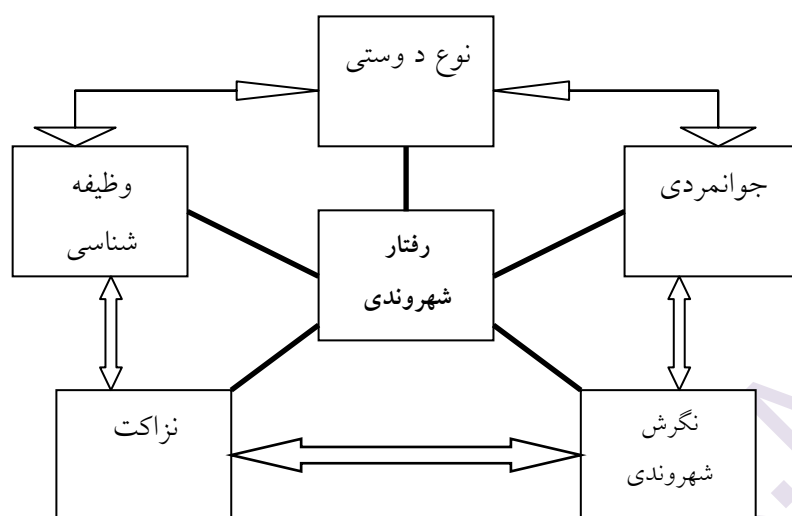 نوع د وستی
جوانمردی
وظیفه
شناسی
رفتار
شهروندی
نگرش
شهروندی
نزاکت